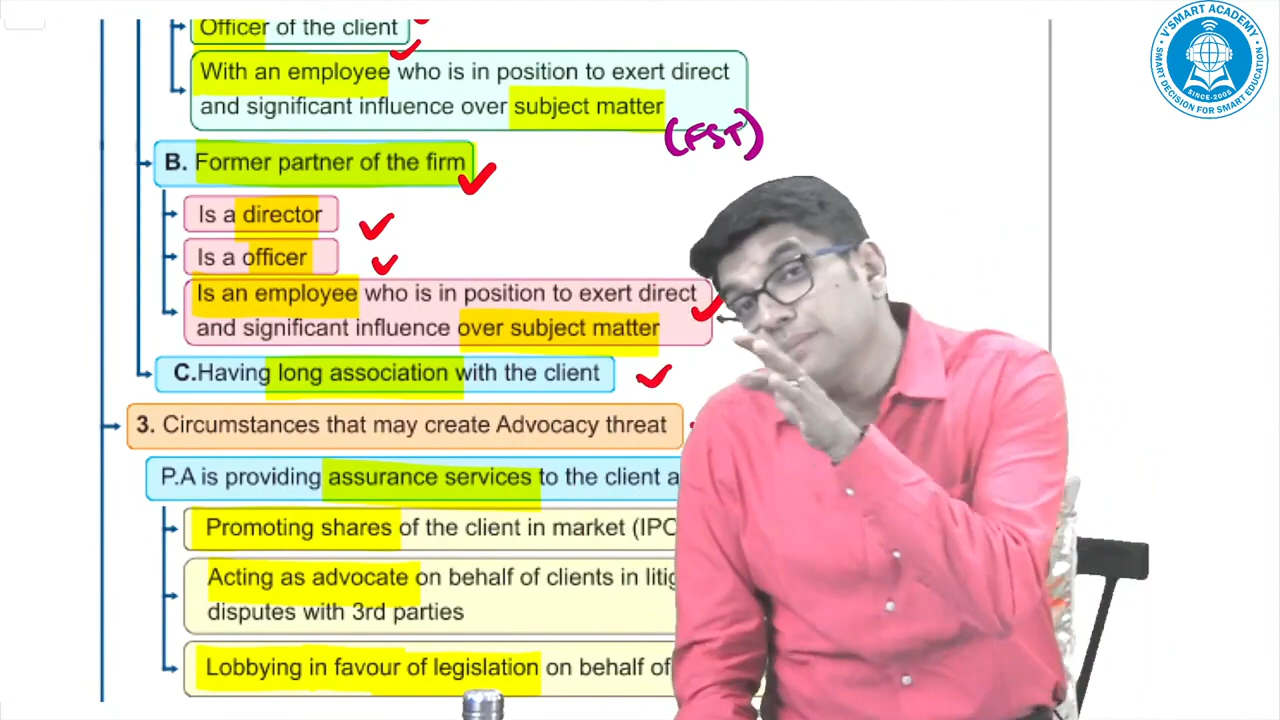 Officer of the client
With an employee who is in position to exert direct
and significant influence over subject matter
(FST)
B. Former partner of the firm
Is a director
Is a officer
Is an employee who is in position to exert direct
and significant influence over subject matter
C.Having long association with the client
3. Circumstances that may create Advocacy threat
P.A is providing assurance services to the client a
Promoting shares of the client in market (IPO
Acting as advocate on behalf of clients in litig
disputes with 3rd parties
Lobbying in favour of legislation on behalf of
V'SMART ACADEMY
SINCE-2005
SMART DECISION FOR SMART EDUCATION